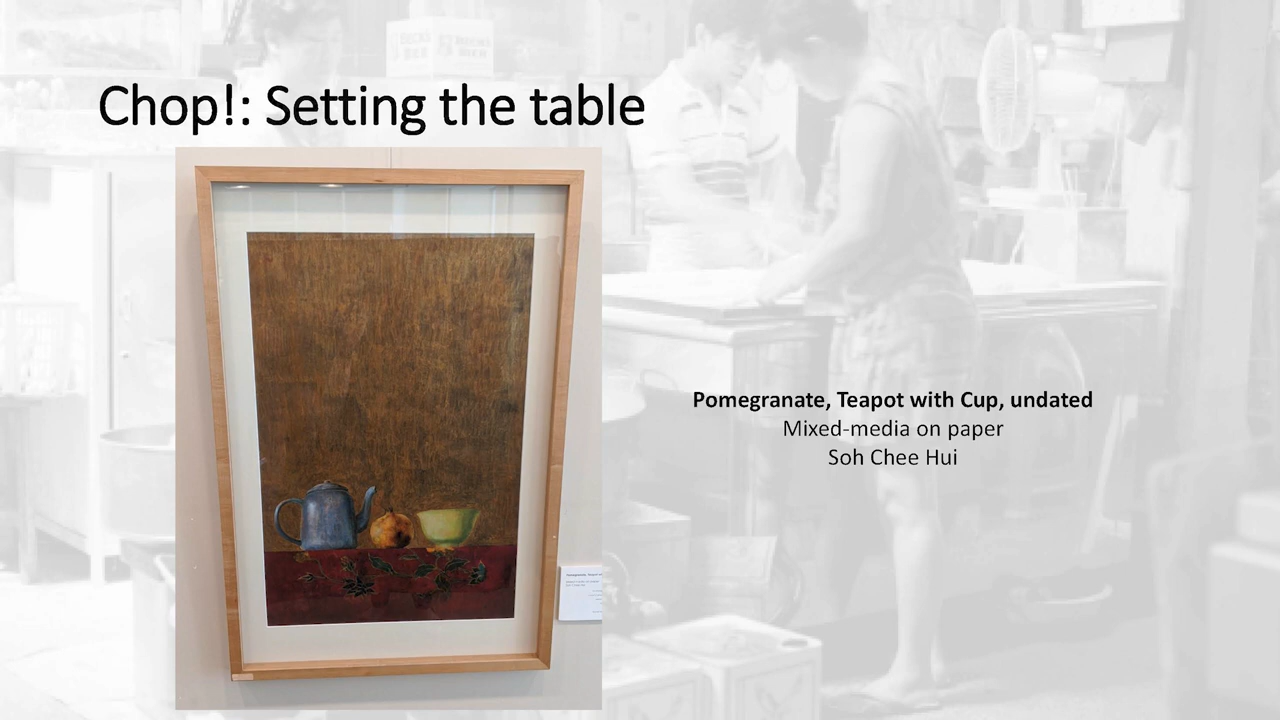 Chop!: Setting the table
Pomegranate, Teapot with Cup, undated
Mixed-media on paper
Soh Chee Hui